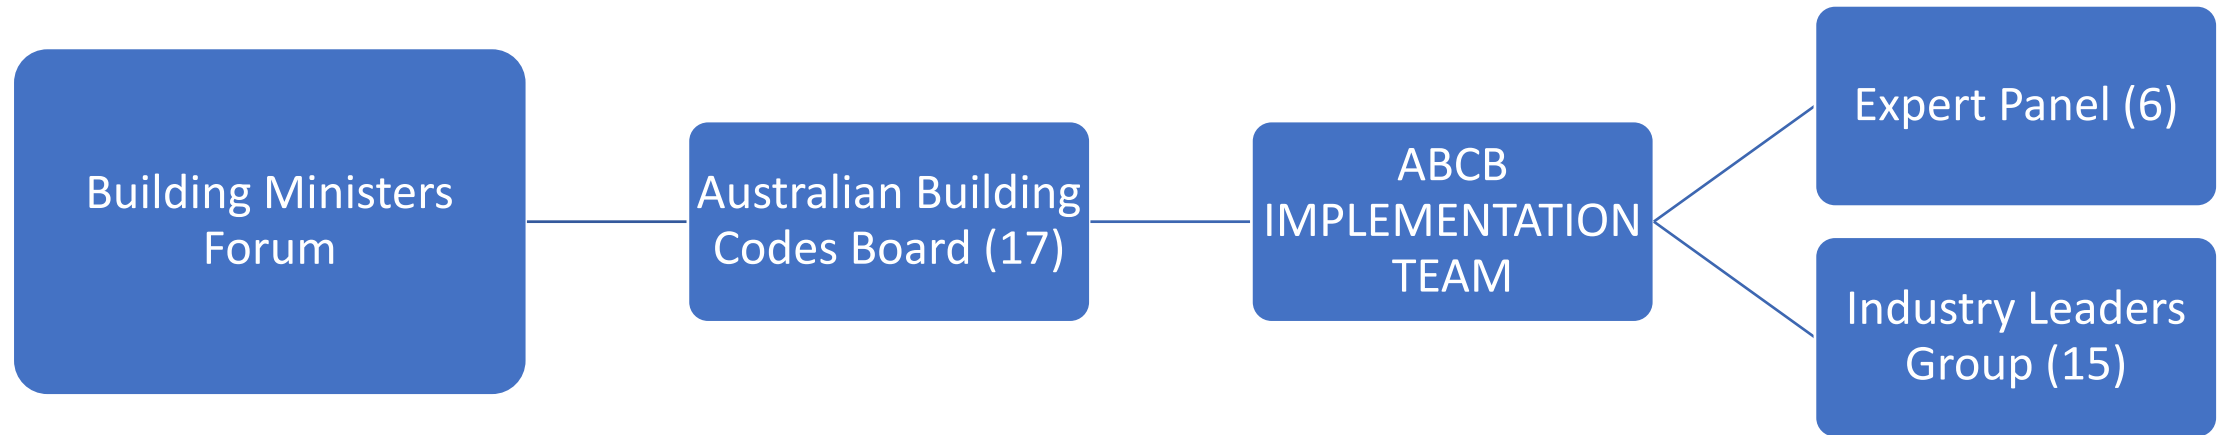 Building Ministers
Forum
Australian Building
Codes Board (17)
ABCB
IMPLEMENTATION
TEAM
Expert Panel (6)
Industry Leaders
Group (15)